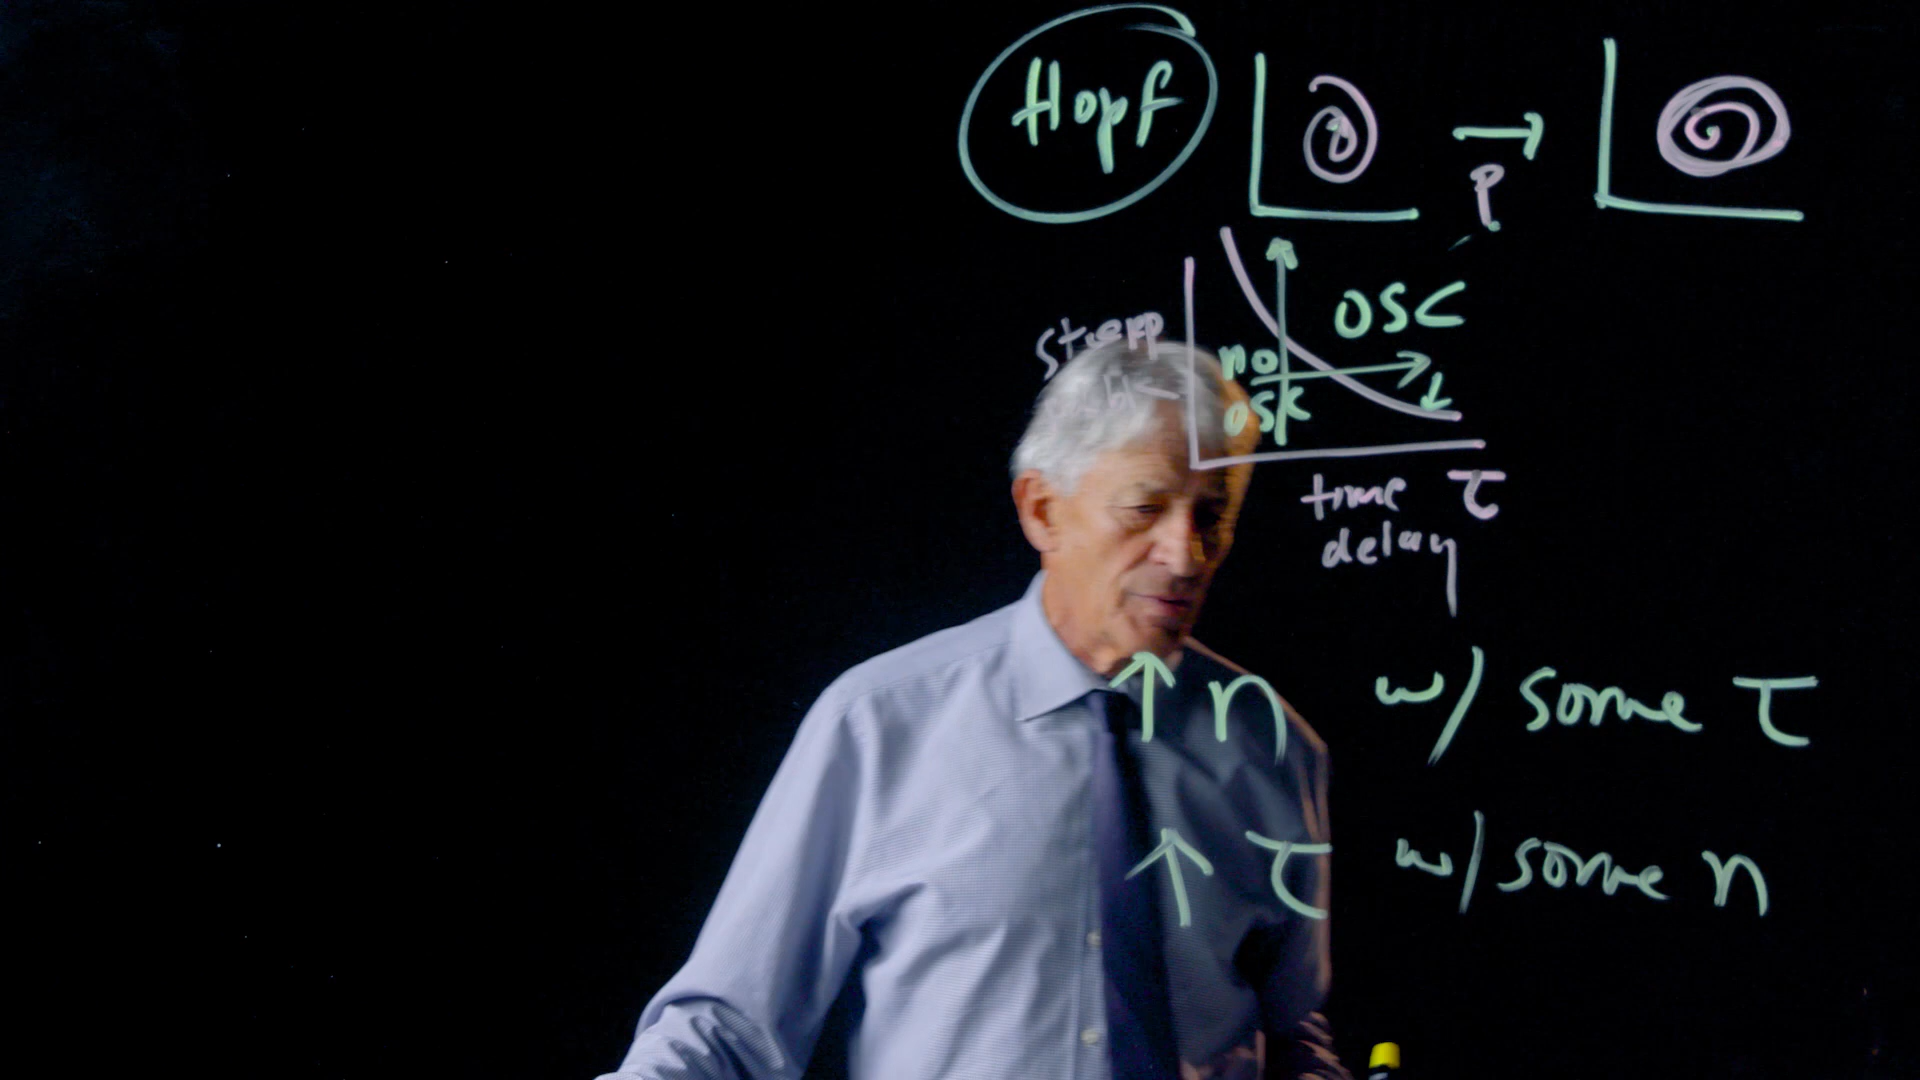 Hopf
p
OSC
no
osc
time τ
delay
↑ n w/ some τ
↑ τ w/ some n